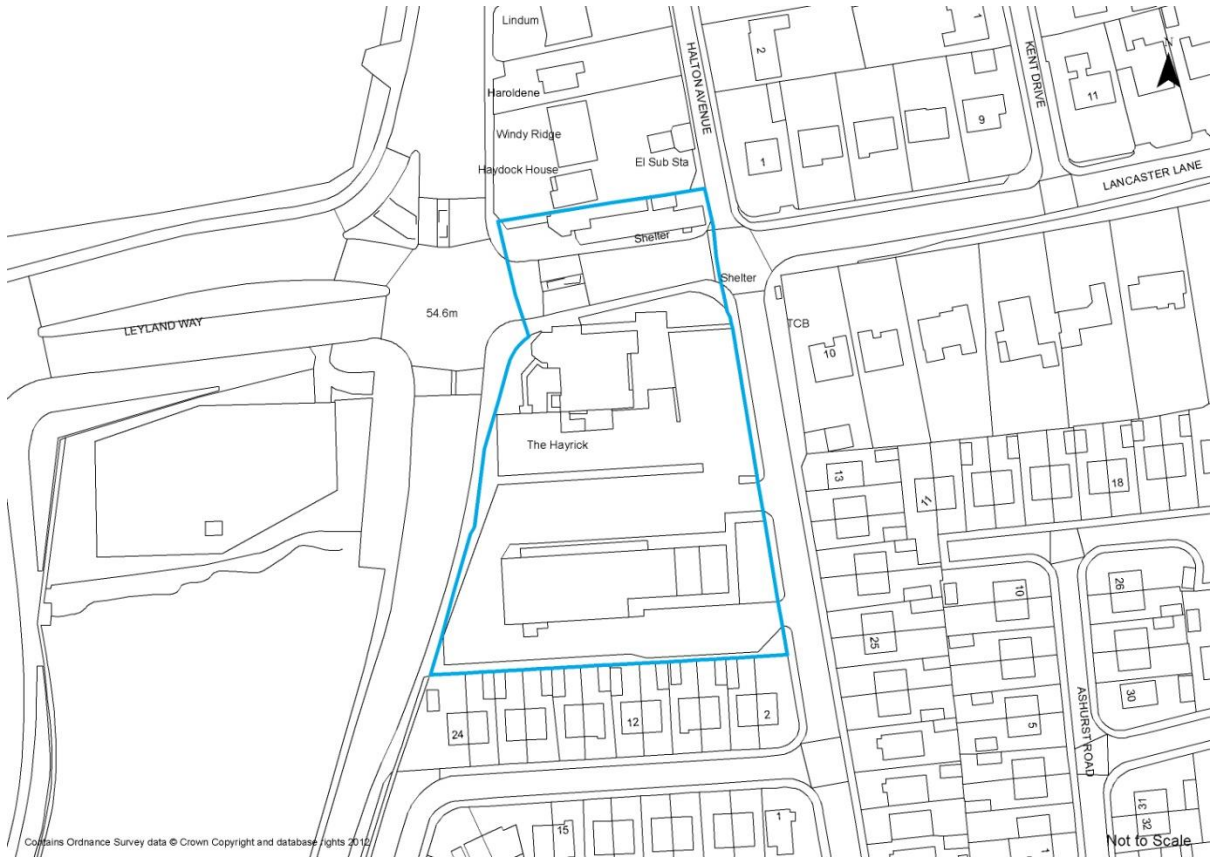 Lindum
HALTON AVENUE
2
1
KENT DRIVE
N
Haroldene
11
9
Windy Ridge
1
El Sub Sta
Haydock House
LANCASTER LANE
Shelter
Shelter
54.6m
LEYLAND WAY
TCB
10
The Hayrick
13
11
18
10
26
25
30
5
ASHURST ROAD
24
12
2
15
1
31
32
1
Contains Ordnance Survey data © Crown Copyright and database rights 2012
Not to Scale